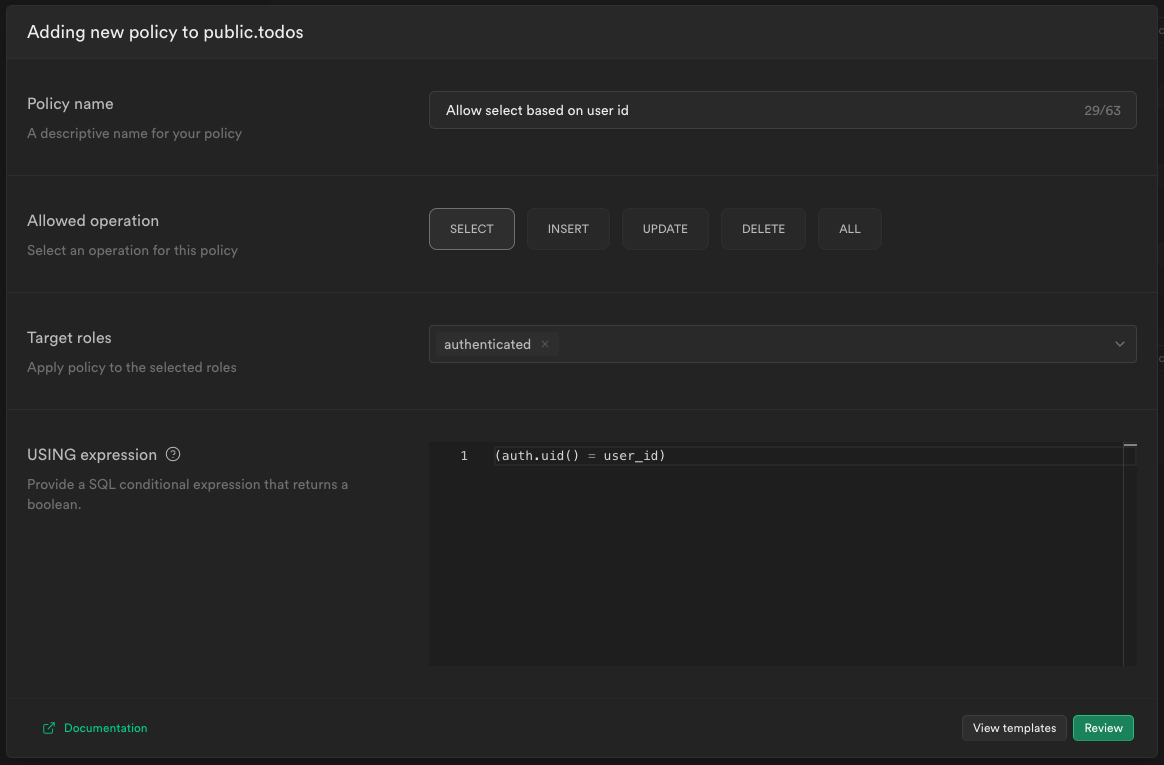 Adding new policy to public.todos
Policy name
A descriptive name for your policy
Allow select based on user id
29/63
Allowed operation
Select an operation for this policy
SELECT
INSERT
UPDATE
DELETE
ALL
Target roles
Apply policy to the selected roles
authenticated
USING expression
Provide a SQL conditional expression that returns a
boolean.
1
(auth.uid() = user_id)
Documentation
View templates
Review